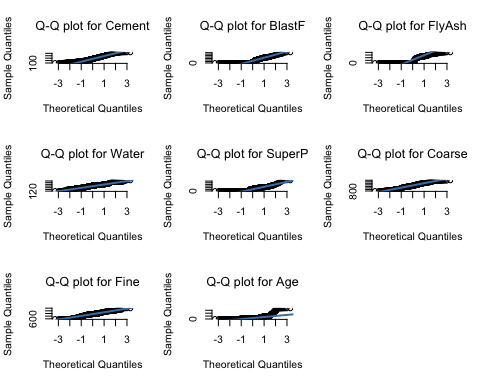 Q-Q plot for Cement
Sample Quantiles
100
-3 -1 1 3
Theoretical Quantiles
Q-Q plot for BlastF
Sample Quantiles
0
-3 -1 1 3
Theoretical Quantiles
Q-Q plot for FlyAsh
Sample Quantiles
0
-3 -1 1 3
Theoretical Quantiles
Q-Q plot for Water
Sample Quantiles
120
-3 -1 1 3
Theoretical Quantiles
Q-Q plot for SuperP
Sample Quantiles
0
-3 -1 1 3
Theoretical Quantiles
Q-Q plot for Coarse
Sample Quantiles
800
-3 -1 1 3
Theoretical Quantiles
Q-Q plot for Fine
Sample Quantiles
600
-3 -1 1 3
Theoretical Quantiles
Q-Q plot for Age
Sample Quantiles
0
-3 -1 1 3
Theoretical Quantiles